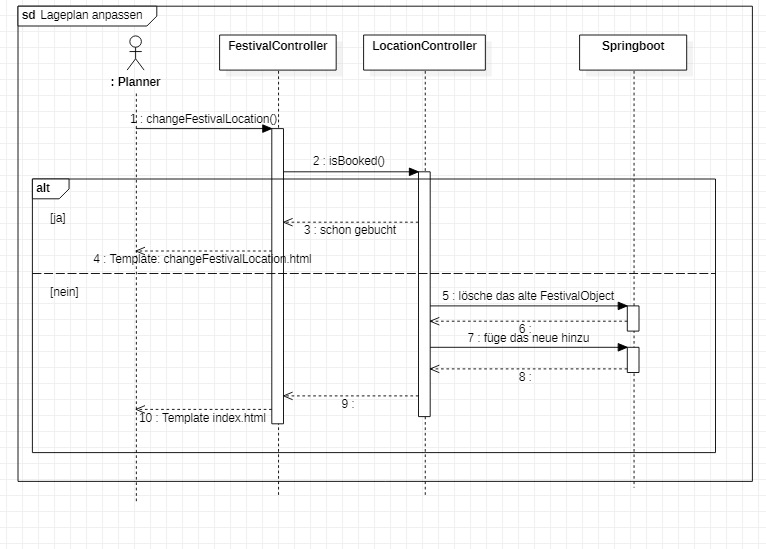 sd Lageplan anpassen
FestivalController
LocationController
Springboot
: Planner
1 : changeFestivalLocation()
2 : isBooked()
alt
[ja]
3 : schon gebucht
4 : Template: changeFestivalLocation.html
[nein]
5 : lösche das alte FestivalObject
6 :
7 : füge das neue hinzu
8 :
9 :
10 : Template index.html